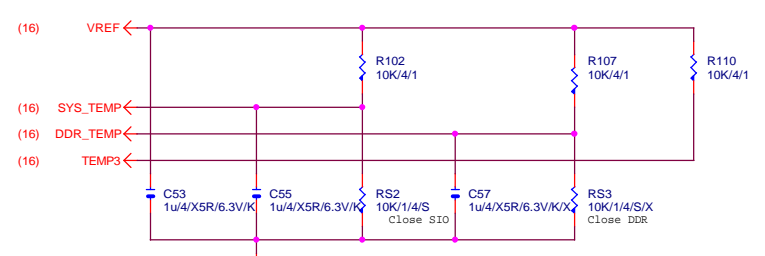 (16) VREF
R102
10K/4/1
R107
10K/4/1
R110
10K/4/1
(16) SYS_TEMP
(16) DDR_TEMP
(16) TEMP3
C53
1u/4/X5R/6.3V/K
C55
1u/4/X5R/6.3V/K
RS2
10K/1/4/S
Close SIO
C57
1u/4/X5R/6.3V/K/X
RS3
10K/1/4/S/X
Close DDR